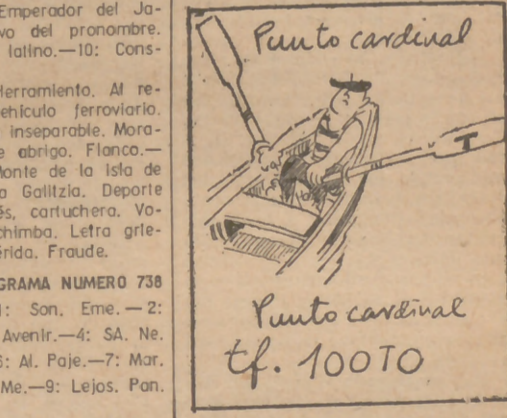 Emperador del Ja-
vo del pronombre.
latino.—10: Cons-
Herramiento. Al re-
ehículo ferroviario.
inseparable. Mora-
e abrigo. Flanco.—
Monte de la Isla de
a Galitzia. Deporte
és, cartuchera. Vo-
chimba. Letra grie-
érida. Fraude.
GRAMA NUMERO 738
1: Son. Eme.—2:
Avenir.—4: SA. Ne.
6: Al. Paje.—7: Mar.
Me.—9: Lejos. Pan.
Punto cardinal
T
Punto cardinal
tf. 100TO